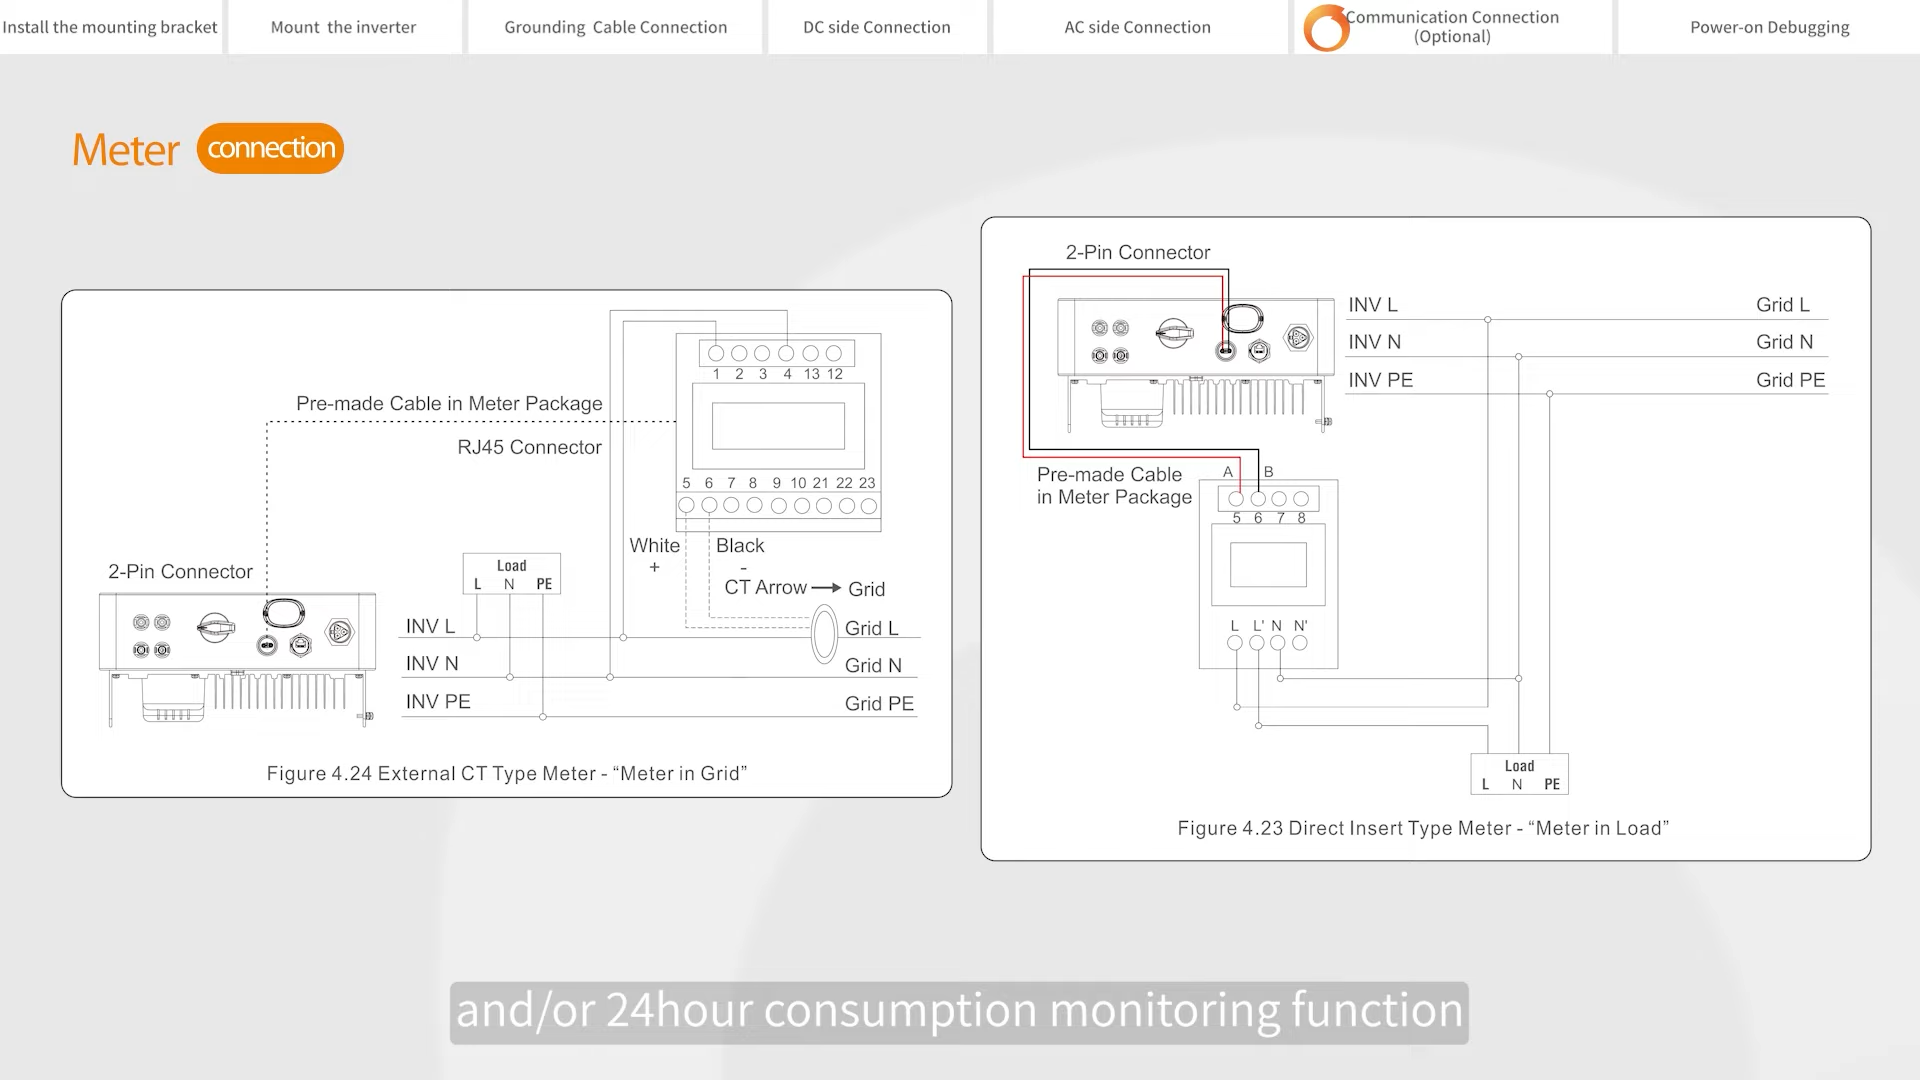 Install the mounting bracket
Mount the inverter
Grounding Cable Connection
DC side Connection
AC side Connection
Communication Connection
(Optional)
Power-on Debugging
Meter connection
1 2 3 4 13 12
Pre-made Cable in Meter Package
RJ45 Connector
5 6 7 8 9 10 21 22 23
White Black
+ -
CT Arrow Grid
2-Pin Connector
Load
L N PE
INV L Grid L
INV N Grid N
INV PE Grid PE
Figure 4.24 External CT Type Meter - “Meter in Grid”
2-Pin Connector
INV L Grid L
INV N Grid N
INV PE Grid PE
Pre-made Cable
in Meter Package
A B
5 6 7 8
L L' N N'
Load
L N PE
Figure 4.23 Direct Insert Type Meter - “Meter in Load”
and/or 24hour consumption monitoring function